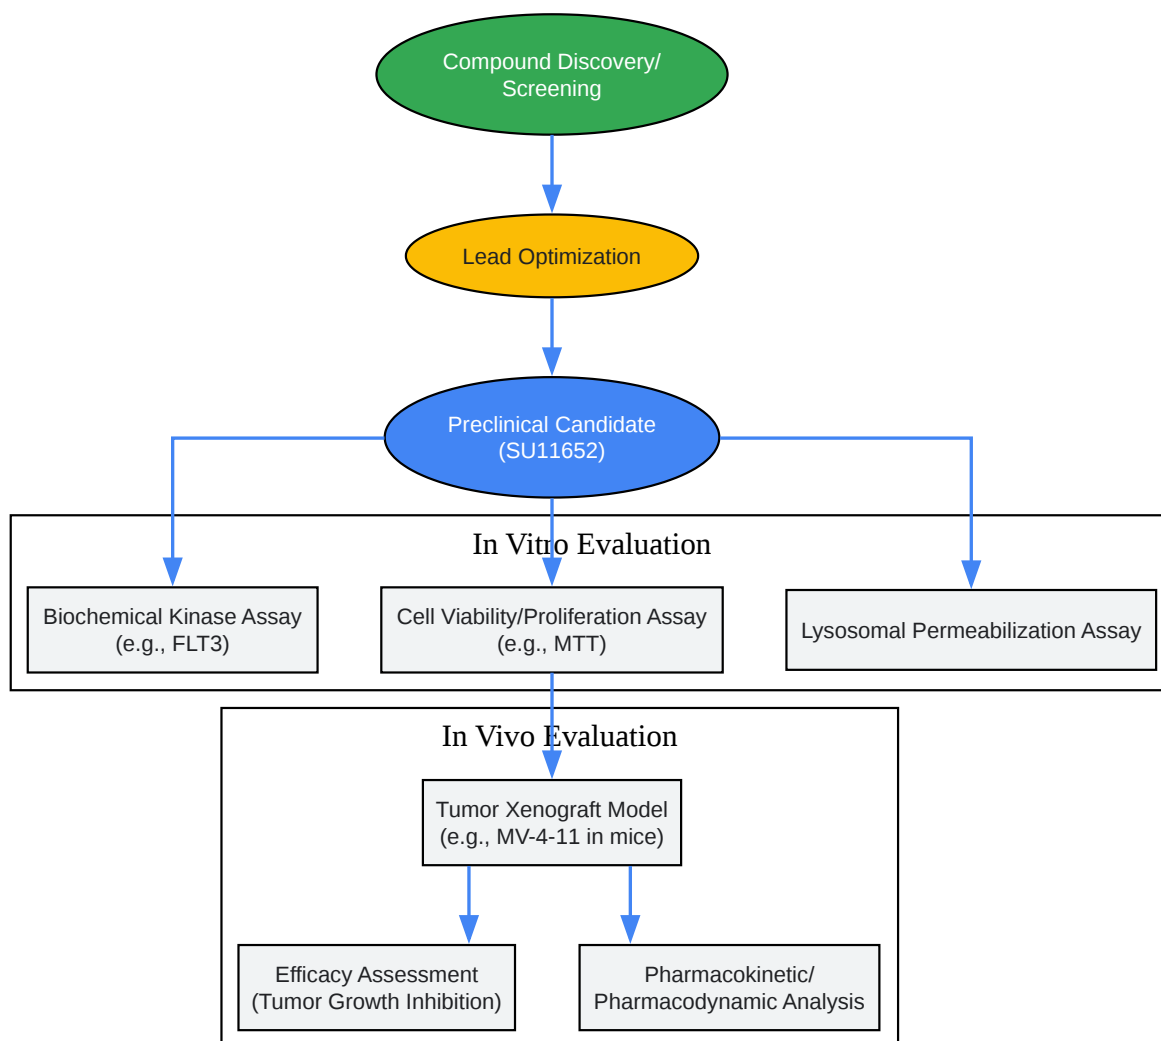 Compound Discovery/
Screening
Lead Optimization
Preclinical Candidate
(SU11652)
In Vitro Evaluation
Biochemical Kinase Assay
(e.g., FLT3)
Cell Viability/Proliferation Assay
(e.g., MTT)
Lysosomal Permeabilization Assay
In Vivo Evaluation
Tumor Xenograft Model
(e.g., MV-4-11 in mice)
Efficacy Assessment
(Tumor Growth Inhibition)
Pharmacokinetic/
Pharmacodynamic Analysis